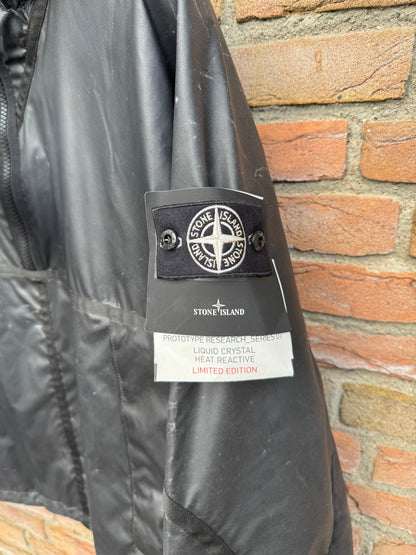 STONE ISLAND
STONE ISLAND
STONE ISLAND
PROTOTYPE RESEARCH_SERIES 07
LIQUID CRYSTAL
HEAT REACTIVE
LIMITED EDITION